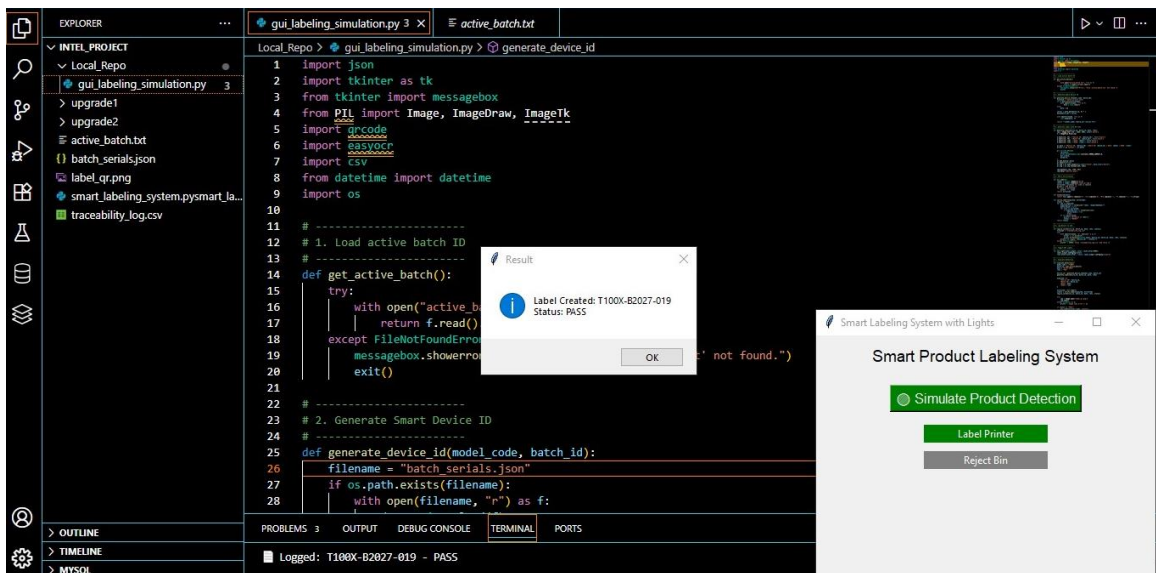 EXPLORER ...
INTEL_PROJECT
Local_Repo
gui_labeling_simulation.py 3
upgrade1
upgrade2
active_batch.txt
{} batch_serials.json
label_qr.png
smart_labeling_system.pysmart_la...
traceability_log.csv
OUTLINE
TIMELINE
MYSQL
gui_labeling_simulation.py 3 × active_batch.txt
Local_Repo > gui_labeling_simulation.py > generate_device_id
1 import json
2 import tkinter as tk
3 from tkinter import messagebox
4 from PIL import Image, ImageDraw, ImageTk
5 import qrcode
6 import easyocr
7 import csv
8 from datetime import datetime
9 import os
10
11 # -----------------------
12 # 1. Load active batch ID
13 # -----------------------
14 def get_active_batch():
15 try:
16 with open("active_b
17 return f.read()
18 except FileNotFoundErro
19 messagebox.showerro t' not found.")
20 exit()
21
22 # -----------------------
23 # 2. Generate Smart Device ID
24 # -----------------------
25 def generate_device_id(model_code, batch_id):
26 filename = "batch_serials.json"
27 if os.path.exists(filename):
28 with open(filename, "r") as f:
Result
Label Created: T100X-B2027-019
Status: PASS
OK
PROBLEMS 3 OUTPUT DEBUG CONSOLE TERMINAL PORTS
Logged: T100X-B2027-019 - PASS
Smart Labeling System with Lights
Smart Product Labeling System
Simulate Product Detection
Label Printer
Reject Bin